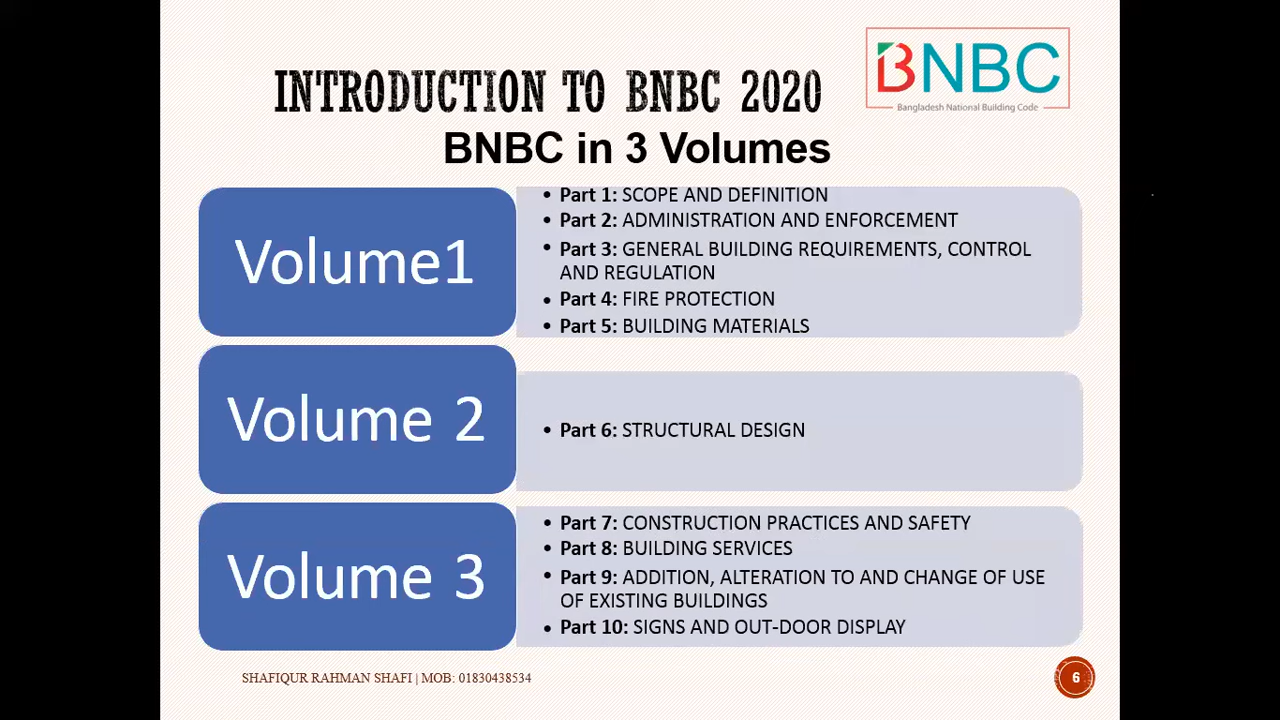 BNBC
Bangladesh National Building Code
INTRODUCTION TO BNBC 2020
BNBC in 3 Volumes
Volume1
• Part 1: SCOPE AND DEFINITION
• Part 2: ADMINISTRATION AND ENFORCEMENT
• Part 3: GENERAL BUILDING REQUIREMENTS, CONTROL
AND REGULATION
• Part 4: FIRE PROTECTION
• Part 5: BUILDING MATERIALS
Volume 2
• Part 6: STRUCTURAL DESIGN
Volume 3
• Part 7: CONSTRUCTION PRACTICES AND SAFETY
• Part 8: BUILDING SERVICES
• Part 9: ADDITION, ALTERATION TO AND CHANGE OF USE
OF EXISTING BUILDINGS
• Part 10: SIGNS AND OUT-DOOR DISPLAY
SHAFIQUR RAHMAN SHAFI | MOB: 01830438534
6